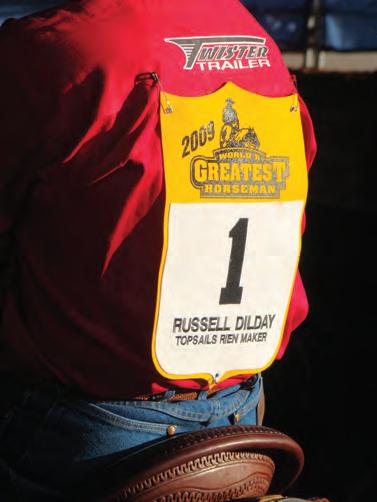 TWISTER
TRAILER
2009
WORLD'S
GREATEST
HORSEMAN
1
RUSSELL DILDAY
TOPSAILS RIEN MAKER